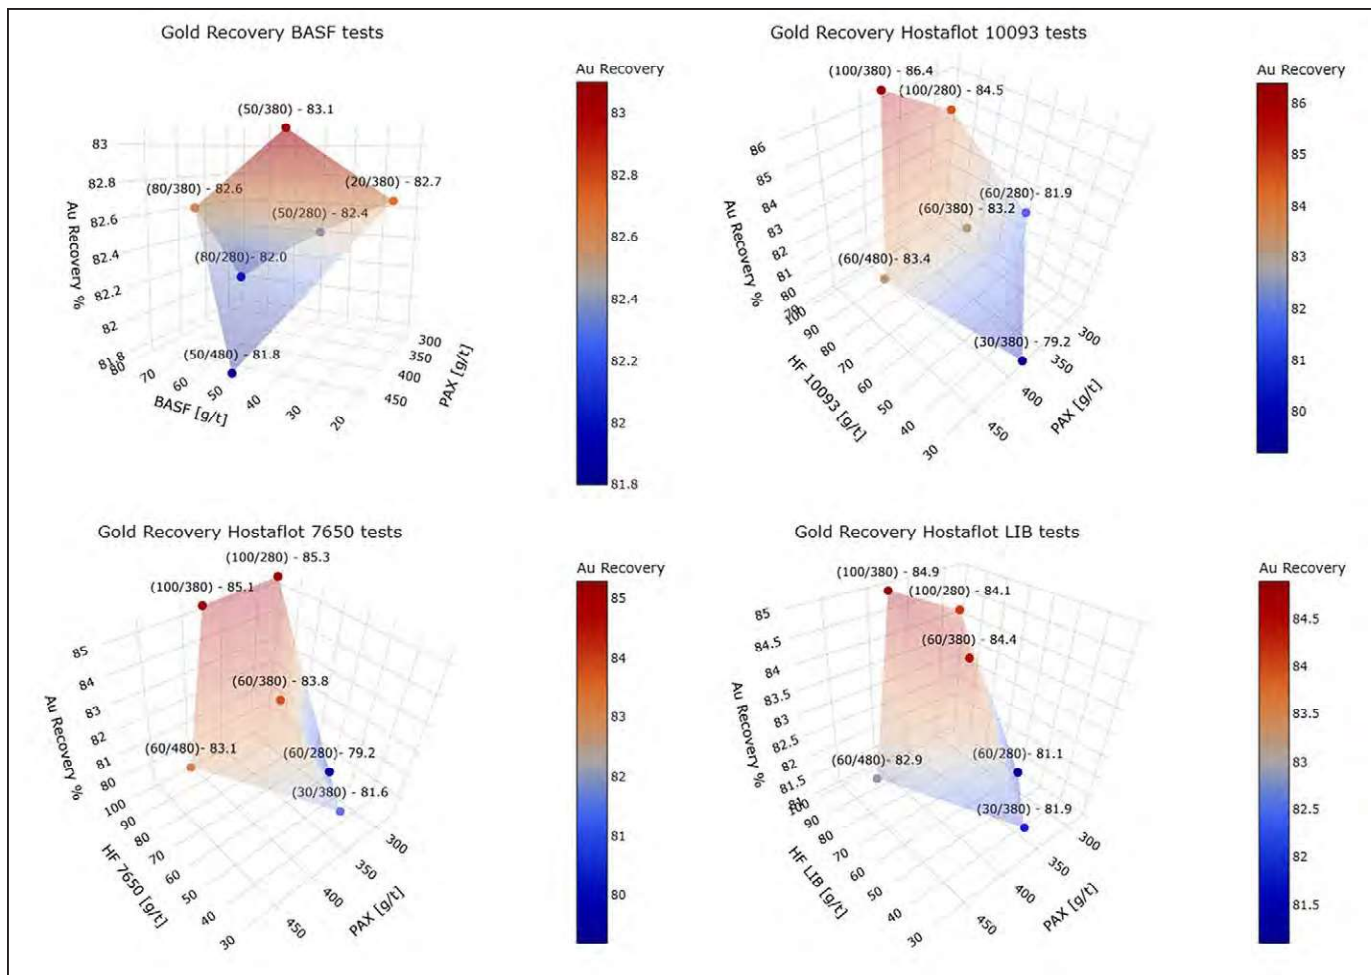 Gold Recovery BASF tests
Au Recovery
(50/380) - 83.1
(80/380) - 82.6
(20/380) - 82.7
(50/280) - 82.4
(80/280)- 82.0
(50/480) - 81.8
Au Recovery %
83
82.8
82.6
82.4
82.2
82
81.8
BASF [g/t]
80
70
60
50
40
30
20
PAX [g/t]
300
350
400
450
83
82.8
82.6
82.4
82.2
82
81.8
Gold Recovery Hostaflot 10093 tests
Au Recovery
(100/380) - 86.4
(100/280) - 84.5
(60/280)- 81.9
(60/380) - 83.2
(60/480) - 83.4
(30/380) - 79.2
Au Recovery %
86
85
84
83
82
81
80
79
HF 10093 [g/t]
100
90
80
70
60
50
40
30
PAX [g/t]
300
350
400
450
86
85
84
83
82
81
80
Gold Recovery Hostaflot 7650 tests
Au Recovery
(100/280) - 85.3
(100/380) - 85.1
(60/380) - 83.8
(60/480)- 83.1
(60/280)- 79.2
(30/380) - 81.6
Au Recovery %
85
84
83
82
81
80
HF 7650 [g/t]
100
90
80
70
60
50
40
30
PAX [g/t]
300
350
400
450
85
84
83
82
81
80
Gold Recovery Hostaflot LIB tests
Au Recovery
(100/380) - 84.9
(100/280) - 84.1
(60/380) - 84.4
(60/480)- 82.9
(60/280)- 81.1
(30/380) - 81.9
Au Recovery %
85
84.5
84
83.5
83
82.5
82
81.5
81
HF LIB [g/t]
100
90
80
70
60
50
40
30
PAX [g/t]
300
350
400
450
84.5
84
83.5
83
82.5
82
81.5